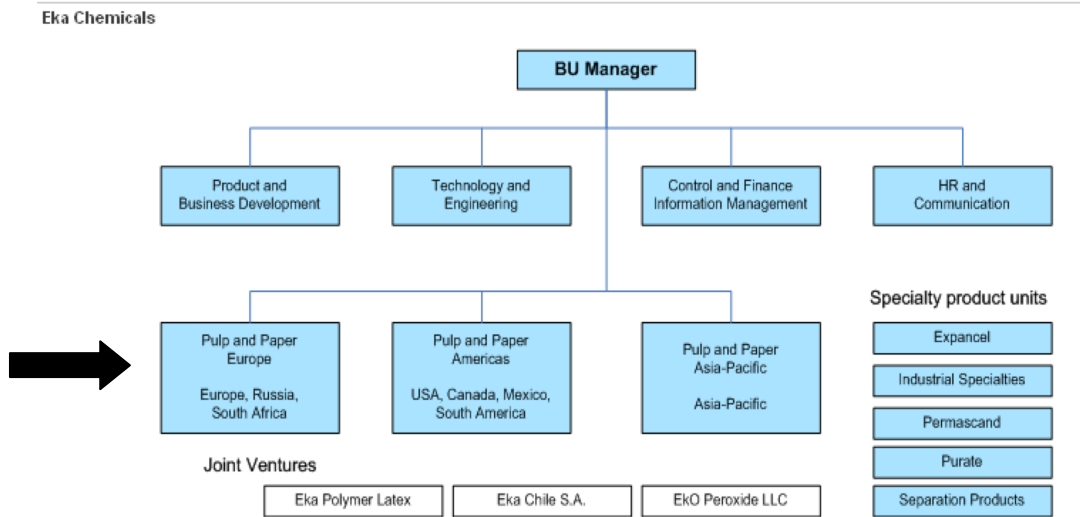 Eka Chemicals
BU Manager
Product and
Business Development
Technology and
Engineering
Control and Finance
Information Management
HR and
Communication
Pulp and Paper
Europe
Europe, Russia,
South Africa
Pulp and Paper
Americas
USA, Canada, Mexico,
South America
Pulp and Paper
Asia-Pacific
Asia-Pacific
Specialty product units
Expancel
Industrial Specialties
Permascand
Purate
Separation Products
Joint Ventures
Eka Polymer Latex
Eka Chile S.A.
EkO Peroxide LLC